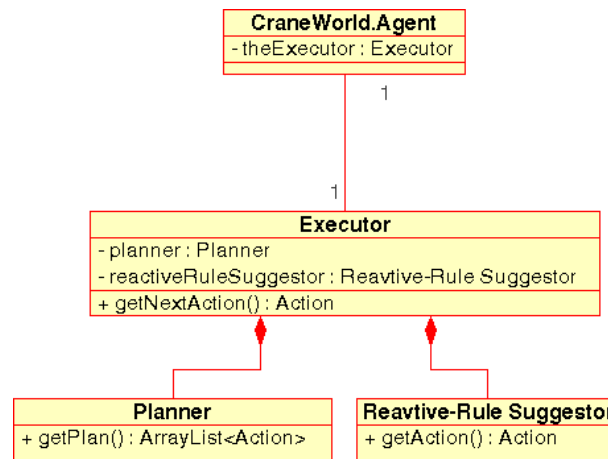 CraneWorld.Agent
- theExecutor : Executor
1
1
Executor
- planner : Planner
- reactiveRuleSuggestor : Reavtive-Rule Suggestor
+ getNextAction() : Action
Planner
+ getPlan() : ArrayList<Action>
Reavtive-Rule Suggestor
+ getAction() : Action